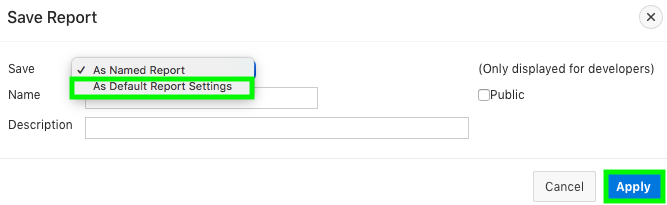 Save Report
Save ✓ As Named Report (Only displayed for developers)
As Default Report Settings
Name Public
Description
Cancel Apply